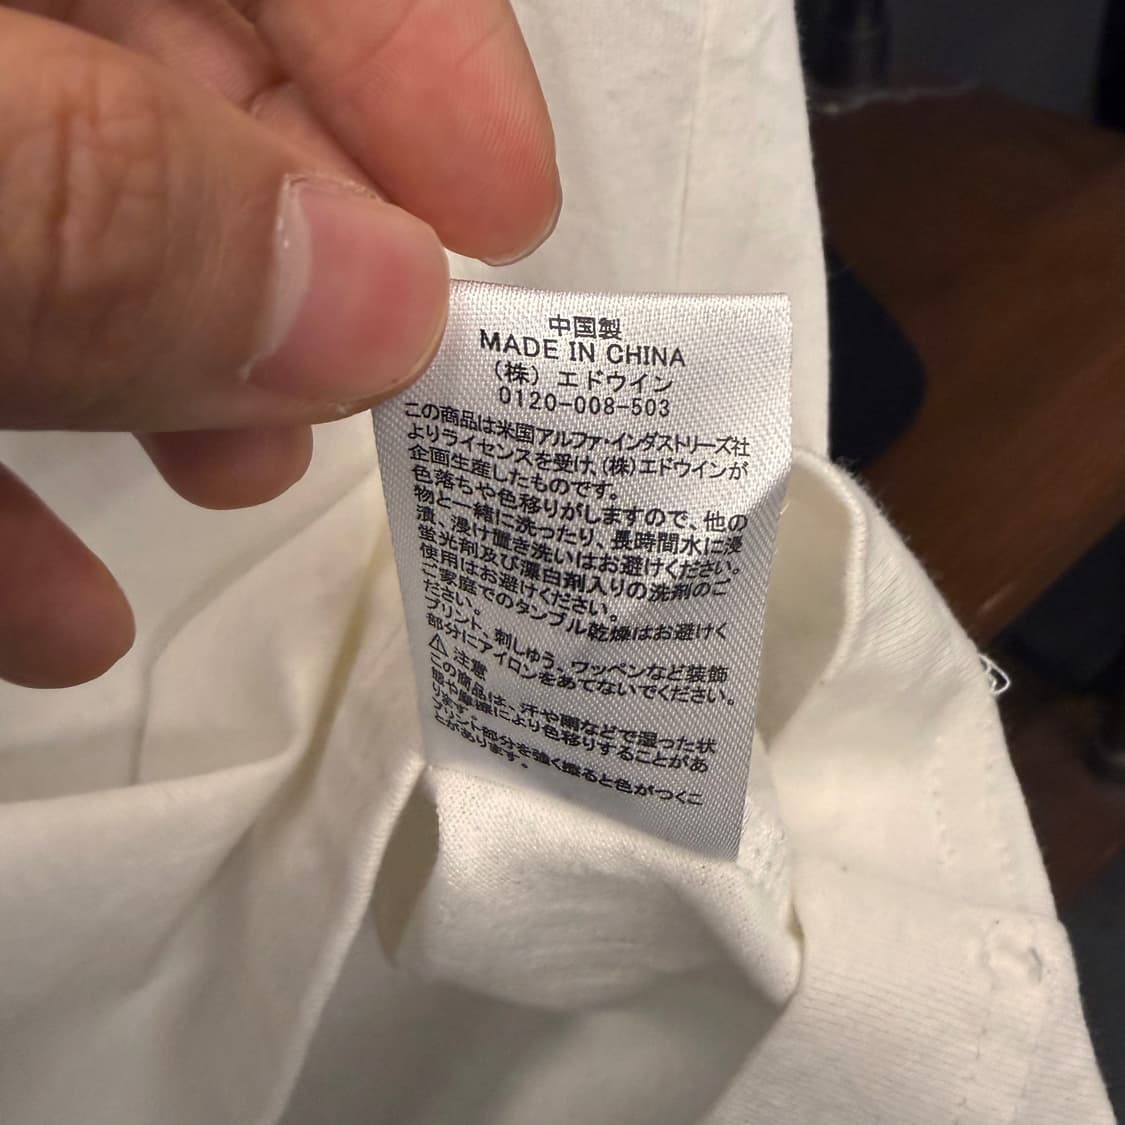 中国製
MADE IN CHINA
（株）エドウイン
0120-008-503
この商品は米国アルファ・インダストリーズ社
よりライセンスを受け、（株）エドウインが
企画生産したものです。
色落ちや色移りがしますので、他の
物と一緒に洗ったり、長時間水に浸
漬、浸け置き洗いはお避けください。
蛍光剤及び漂白剤入りの洗剤のご
使用はお避けください。
ご家庭でのタンブル乾燥はお避けく
ださい。
プリント、刺しゅう、ワッペンなど装飾
部分にアイロンをあてないでください。
⚠ 注意
この商品は、汗や雨などで湿った状
態や摩擦により色移りすることがあ
ります。
プリント部分を強く擦ると色がつくこ
とがあります。